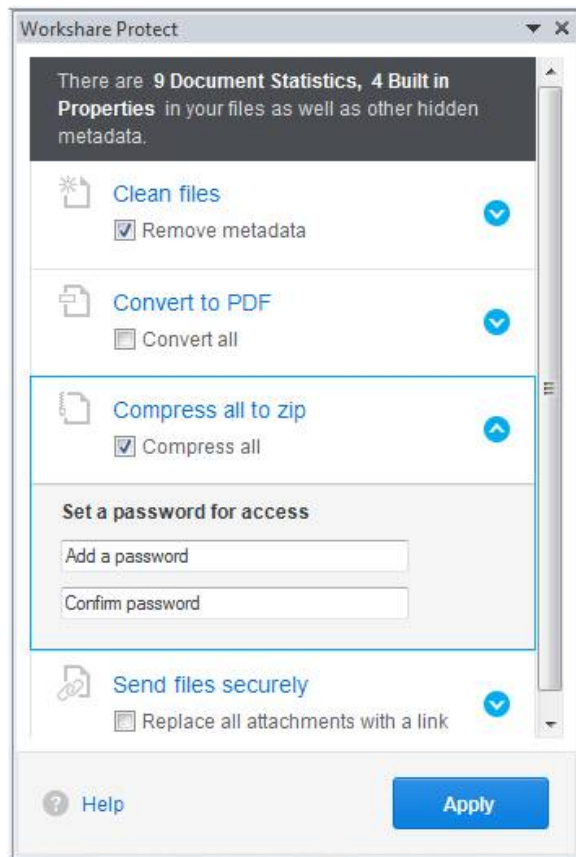 Workshare Protect
There are 9 Document Statistics, 4 Built in
Properties in your files as well as other hidden
metadata.
Clean files
Remove metadata
Convert to PDF
Convert all
Compress all to zip
Compress all
Set a password for access
Add a password
Confirm password
Send files securely
Replace all attachments with a link
? Help
Apply